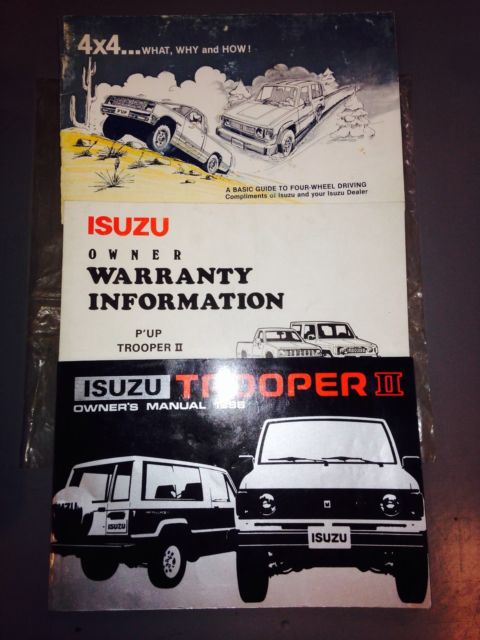 4x4...WHAT, WHY and HOW!
P'UP
A BASIC GUIDE TO FOUR-WHEEL DRIVING
Compliments of Isuzu and your Isuzu Dealer
ISUZU
OWNER
WARRANTY
INFORMATION
P'UP
TROOPER II
ISUZU TROOPER II
OWNER'S MANUAL
ISUZU
ISUZU